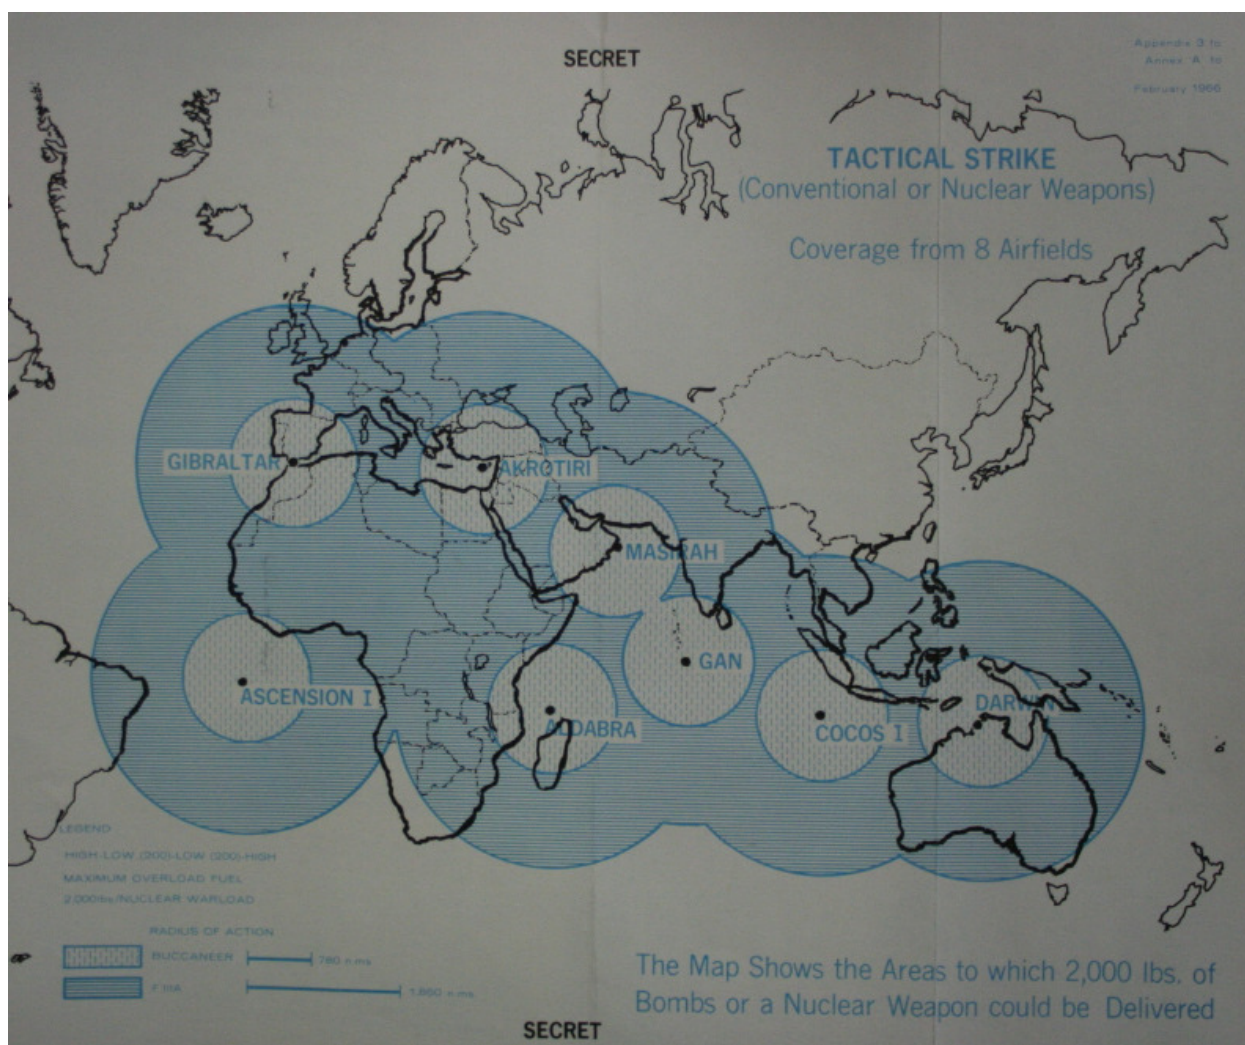 SECRET
Appendix 3 to
Annex A to
February 1966
TACTICAL STRIKE
(Conventional or Nuclear Weapons)
Coverage from 8 Airfields
GIBRALTAR
AKROTIRI
MASIRAH
GAN
ASCENSION I
ALDABRA
COCOS I
DARWIN
LEGEND
HIGH-LOW (200)-LOW (200)-HIGH
MAXIMUM OVERLOAD FUEL
2,000lbs/NUCLEAR WARLOAD
RADIUS OF ACTION
BUCCANEER 780 n.ms.
F111A 1,860 n.ms.
The Map Shows the Areas to which 2,000 lbs. of
Bombs or a Nuclear Weapon could be Delivered
SECRET